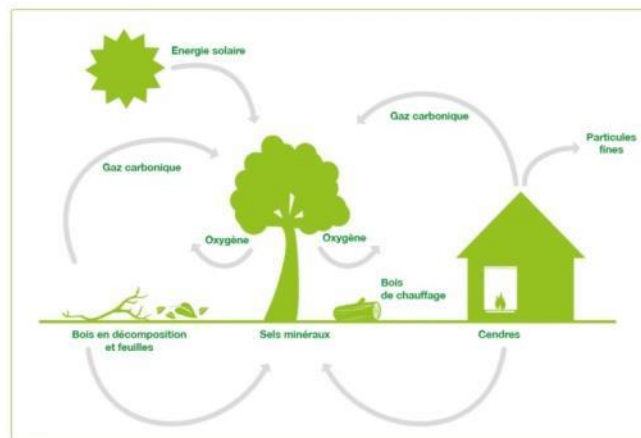 Énergie solaire
Gaz carbonique
Particules
fines
Gaz carbonique
Oxygène
Oxygène
Bois
de chauffage
Bois en décomposition
et feuilles
Sels minéraux
Cendres